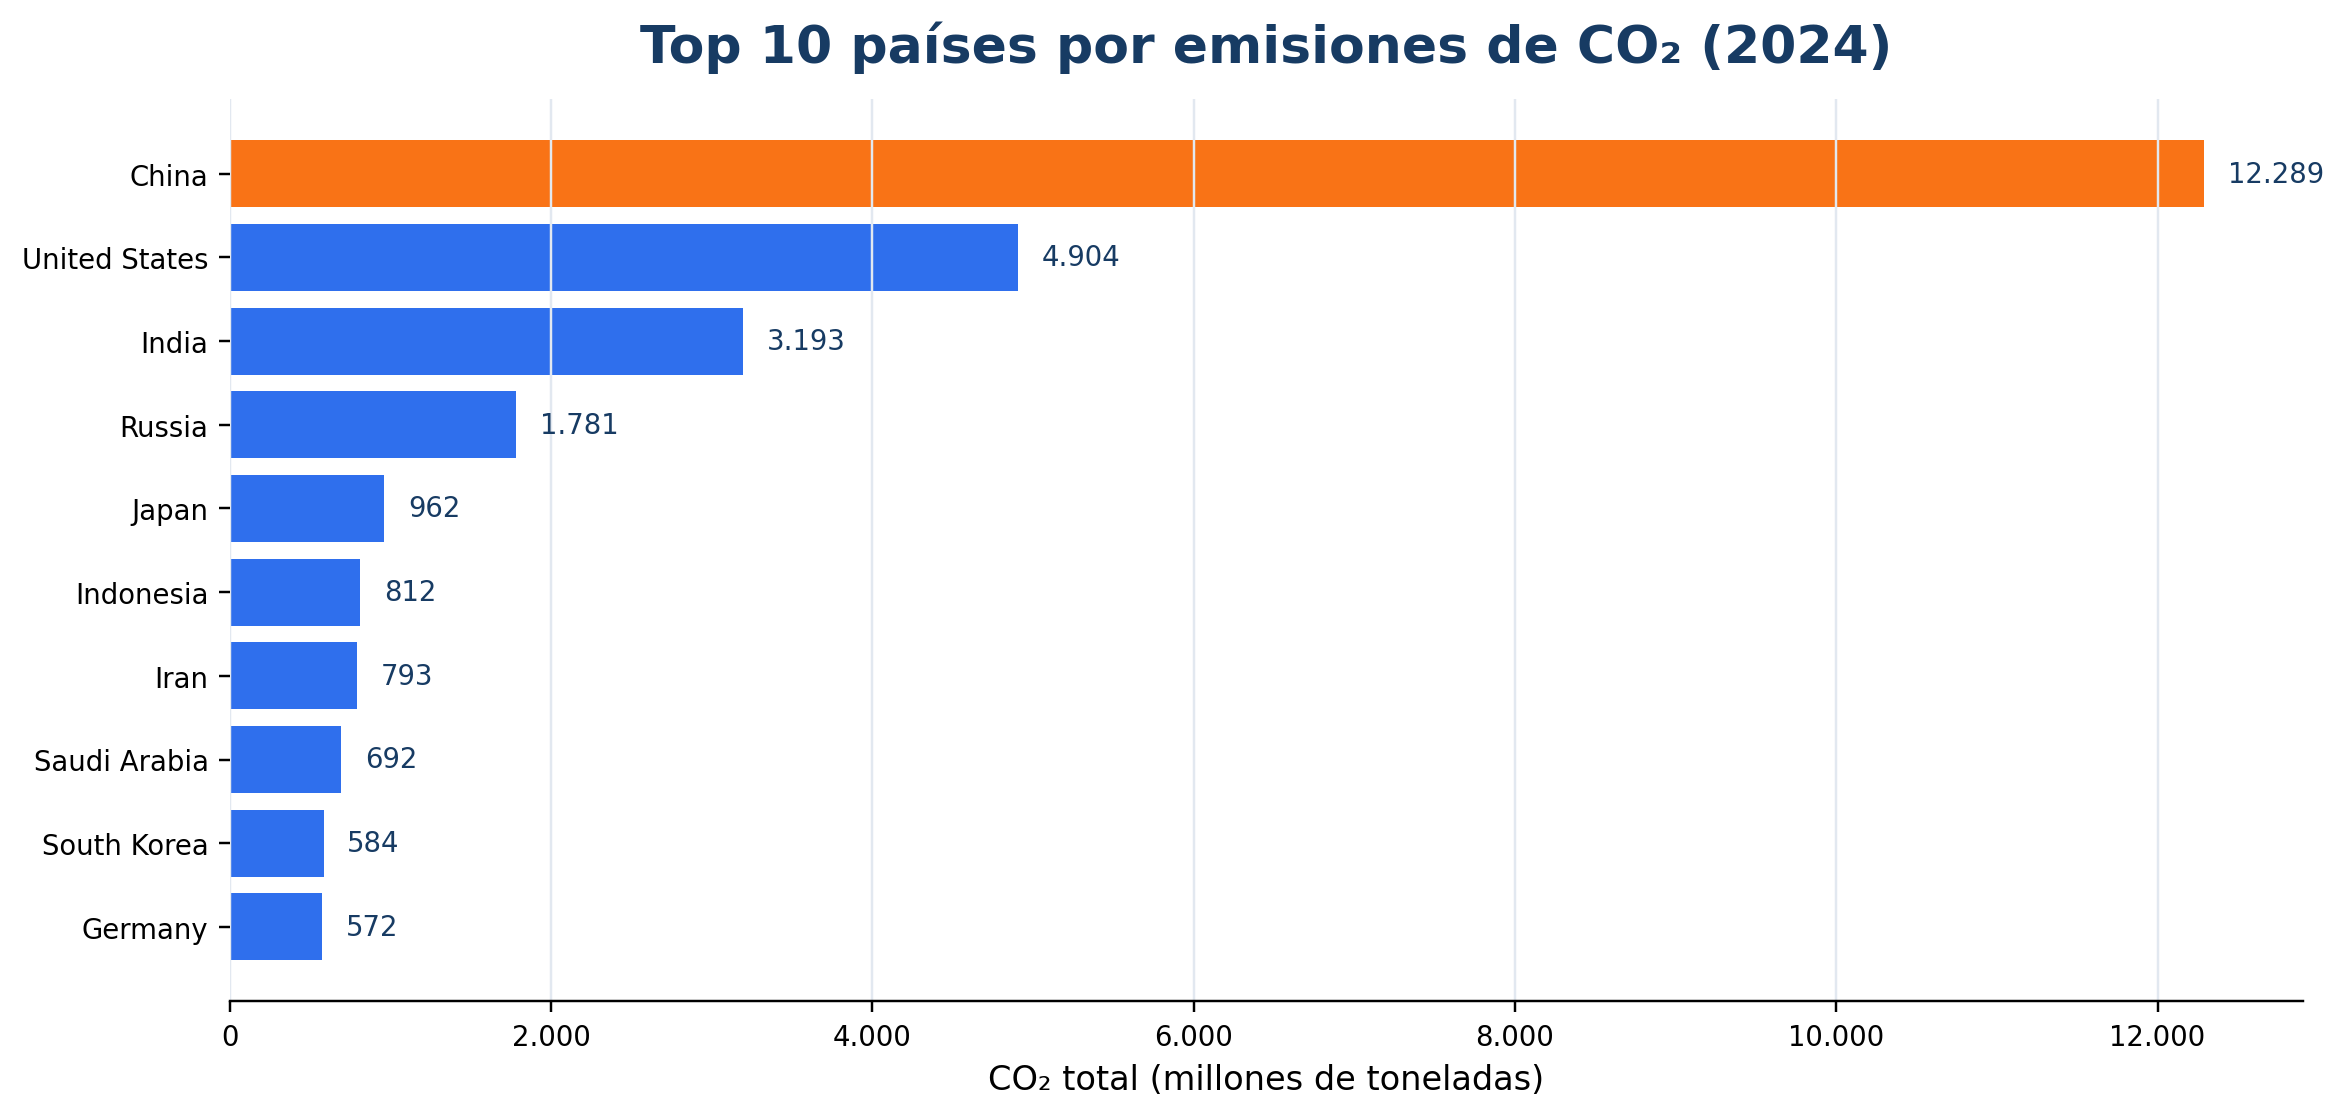 Top 10 países por emisiones de CO₂ (2024)
China 12.289
United States 4.904
India 3.193
Russia 1.781
Japan 962
Indonesia 812
Iran 793
Saudi Arabia 692
South Korea 584
Germany 572
0 2.000 4.000 6.000 8.000 10.000 12.000
CO₂ total (millones de toneladas)